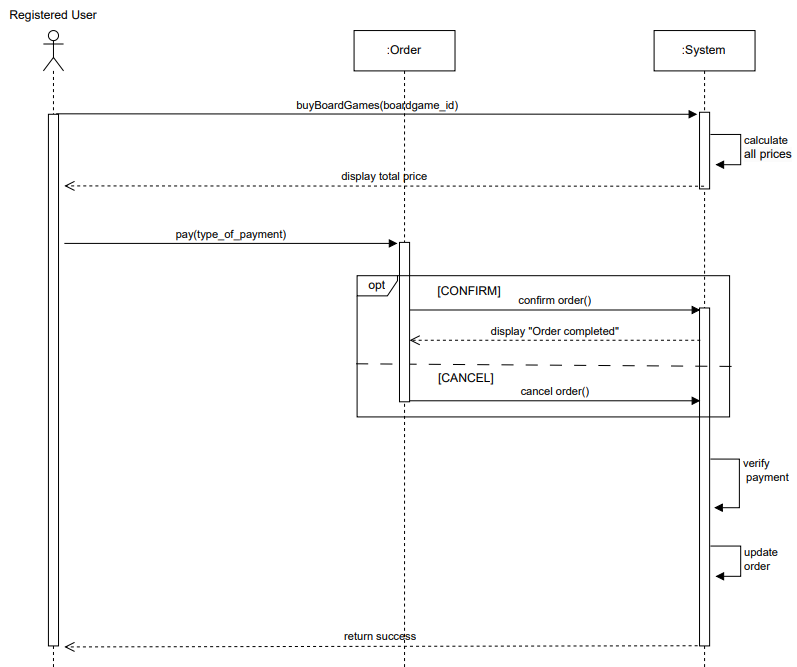 Registered User
:Order
:System
buyBoardGames(boardgame_id)
calculate
all prices
display total price
pay(type_of_payment)
opt
[CONFIRM]
confirm order()
display "Order completed"
[CANCEL]
cancel order()
verify
payment
update
order
return success